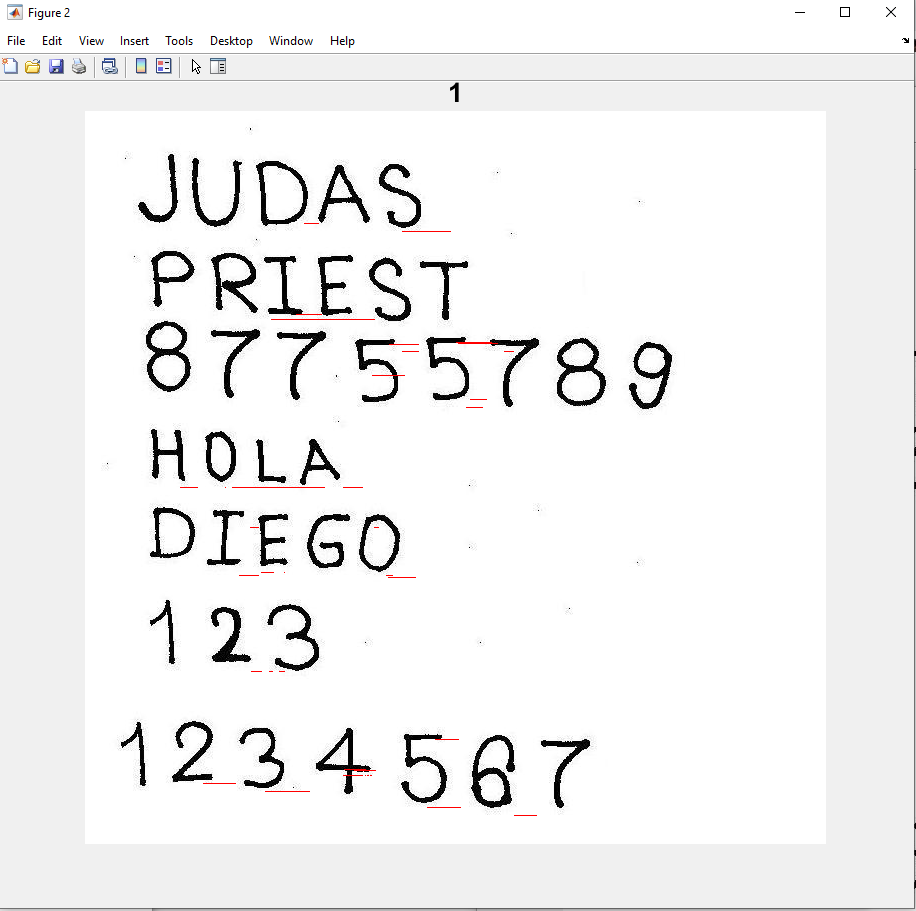 Figure 2
File Edit View Insert Tools Desktop Window Help
1
JUDAS
PRIEST
87755789
HOLA
DIEGO
123
1234567